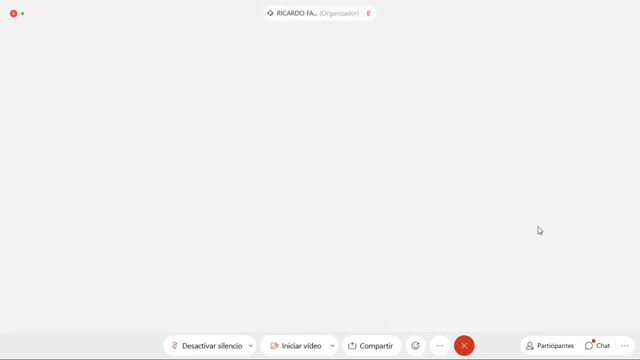 RICARDO FA... (Organizador)
Desactivar silencio
Iniciar vídeo
Compartir
Participantes
Chat